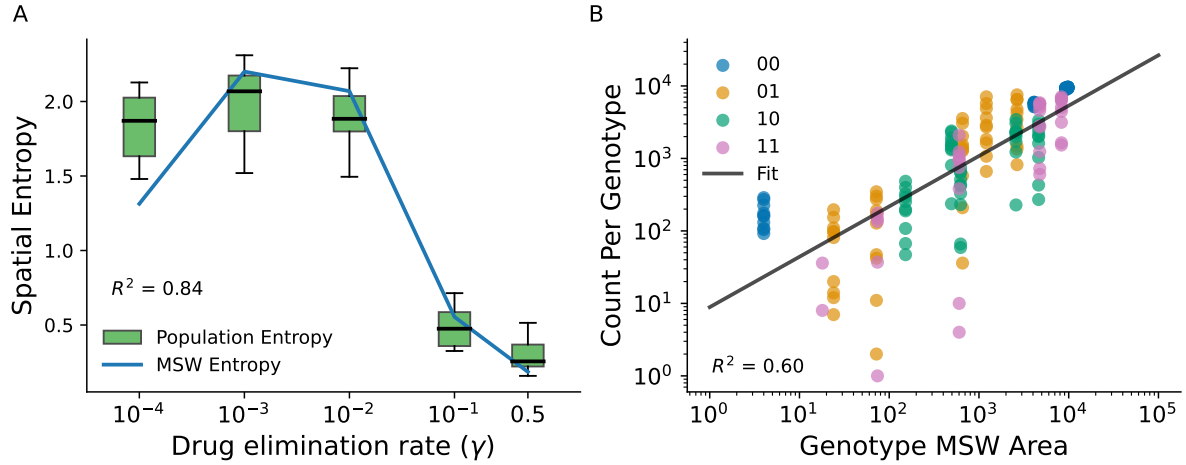 A
Spatial Entropy
2.0
1.5
1.0
0.5
R² = 0.84
Population Entropy
MSW Entropy
10⁻⁴ 10⁻³ 10⁻² 10⁻¹ 0.5
Drug elimination rate (γ)
B
Count Per Genotype
10⁴
10³
10²
10¹
10⁰
00
01
10
11
Fit
R² = 0.60
10⁰ 10¹ 10² 10³ 10⁴ 10⁵
Genotype MSW Area